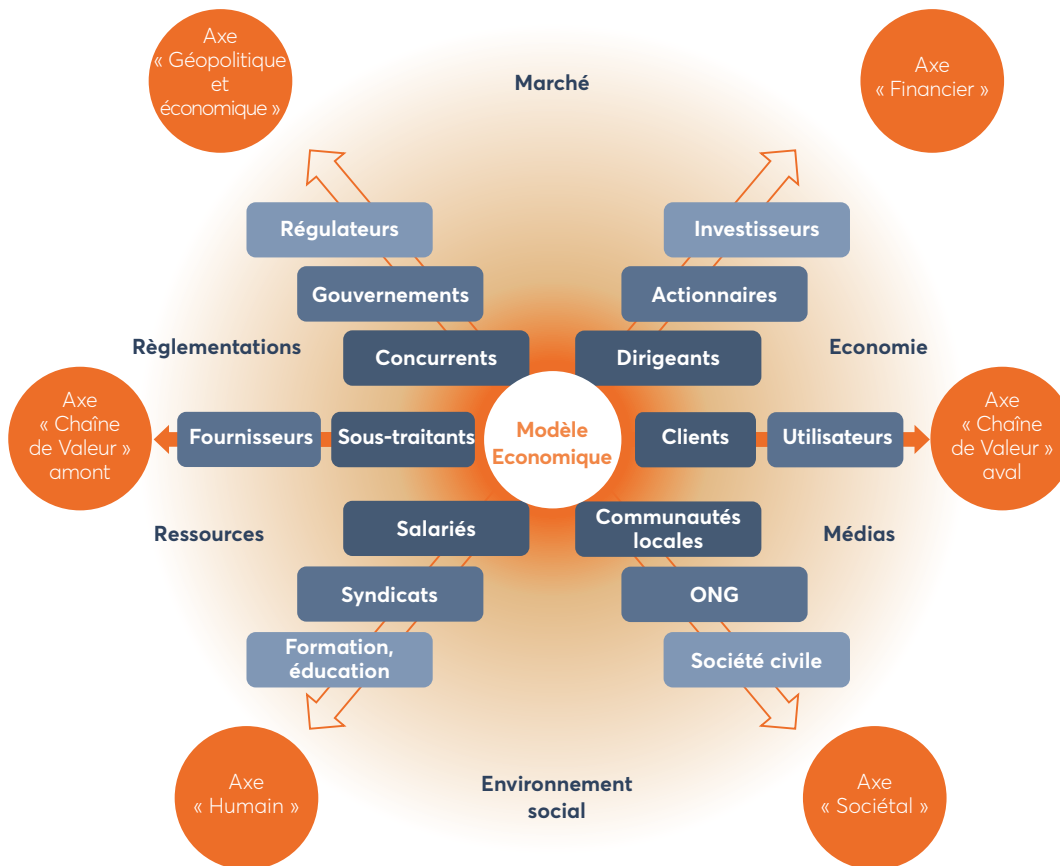 Axe
« Géopolitique
et
économique »
Marché
Axe
« Financier »
Régulateurs
Investisseurs
Gouvernements
Actionnaires
Règlementations
Concurrents
Dirigeants
Economie
Axe
« Chaîne
de Valeur »
amont
Fournisseurs
Sous-traitants
Modèle
Economique
Clients
Utilisateurs
Axe
« Chaîne
de Valeur »
aval
Ressources
Salariés
Communautés
locales
Médias
Syndicats
ONG
Formation,
éducation
Société civile
Axe
« Humain »
Environnement
social
Axe
« Sociétal »